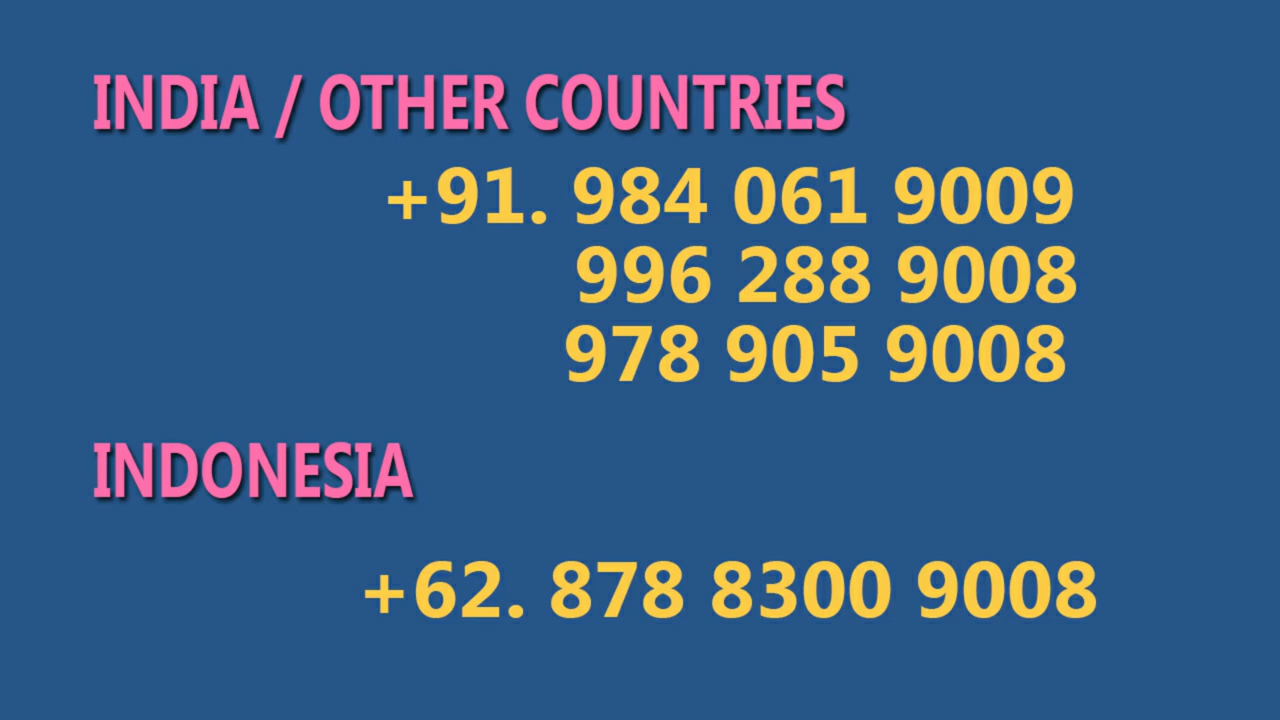 INDIA / OTHER COUNTRIES
+91. 984 061 9009
996 288 9008
978 905 9008
INDONESIA
+62. 878 8300 9008